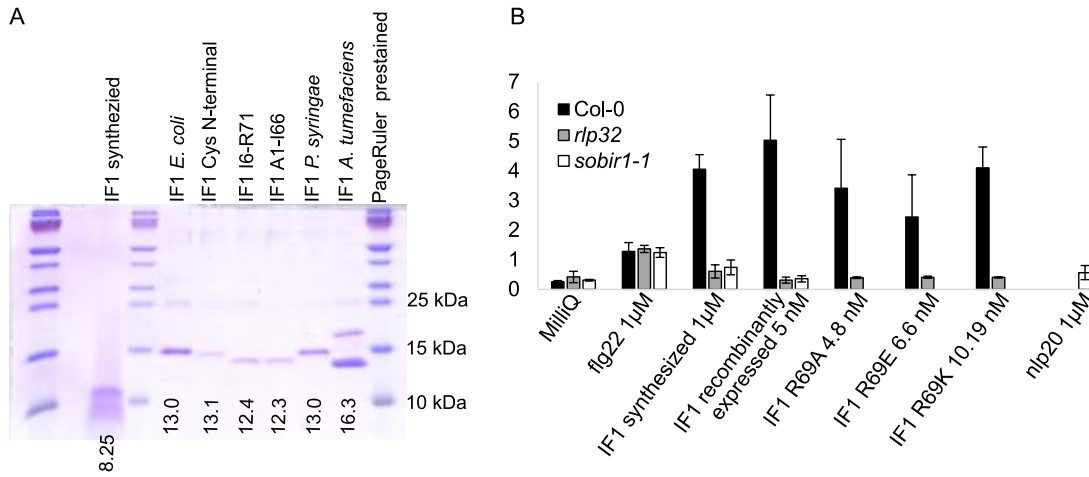 A
IF1 synthezied
IF1 E. coli
IF1 Cys N-terminal
IF1 I6-R71
IF1 A1-I66
IF1 P. syringae
IF1 A. tumefaciens
PageRuler prestained
25 kDa
15 kDa
10 kDa
8.25
13.0
13.1
12.4
12.3
13.0
16.3
B
7
6
5
4
3
2
1
0
Col-0
rlp32
sobir1-1
MilliQ
flg22 1µM
IF1 synthesized 1µM
IF1 recombinantly
expressed 5 nM
IF1 R69A 4.8 nM
IF1 R69E 6.6 nM
IF1 R69K 10.19 nM
nlp20 1µM